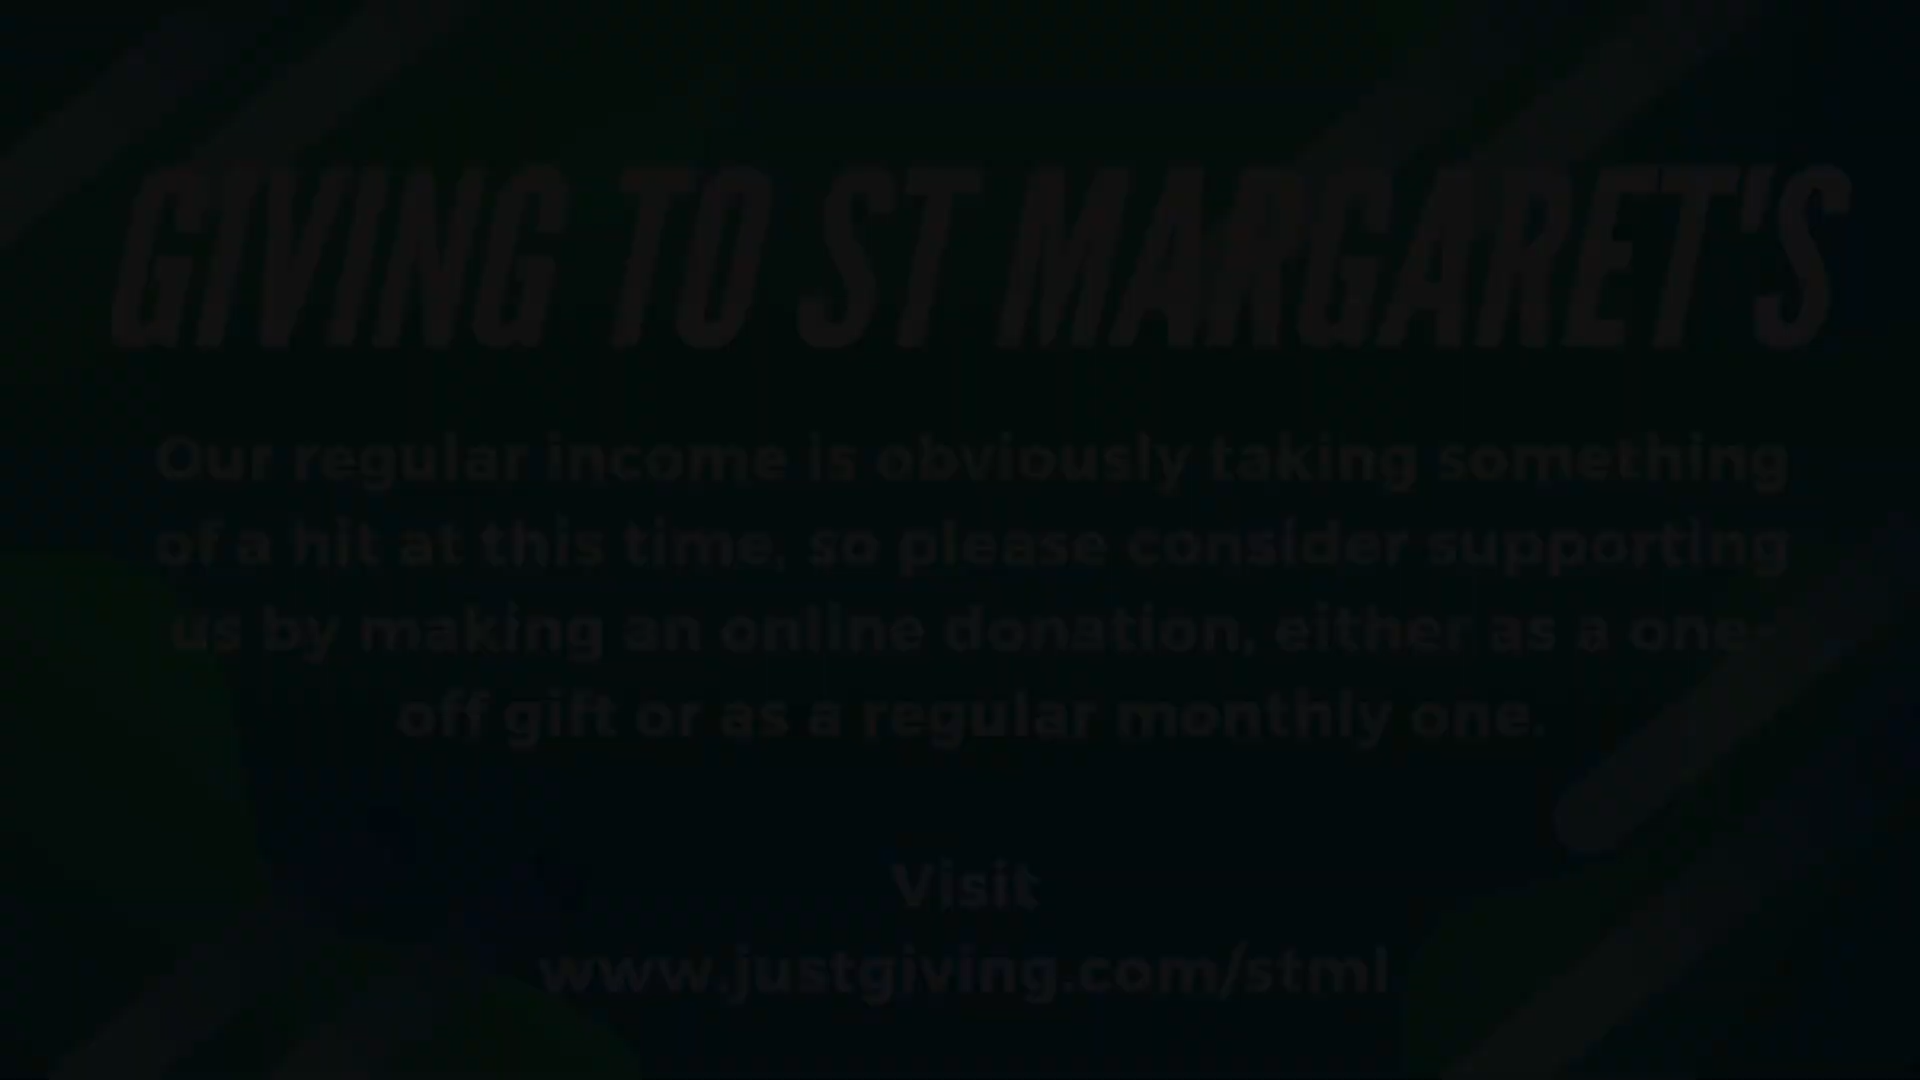 GIVING TO ST MARGARET'S
Our regular income is obviously taking something
of a hit at this time, so please consider supporting
us by making an online donation, either as a one-
off gift or as a regular monthly one.
Visit
www.justgiving.com/stml